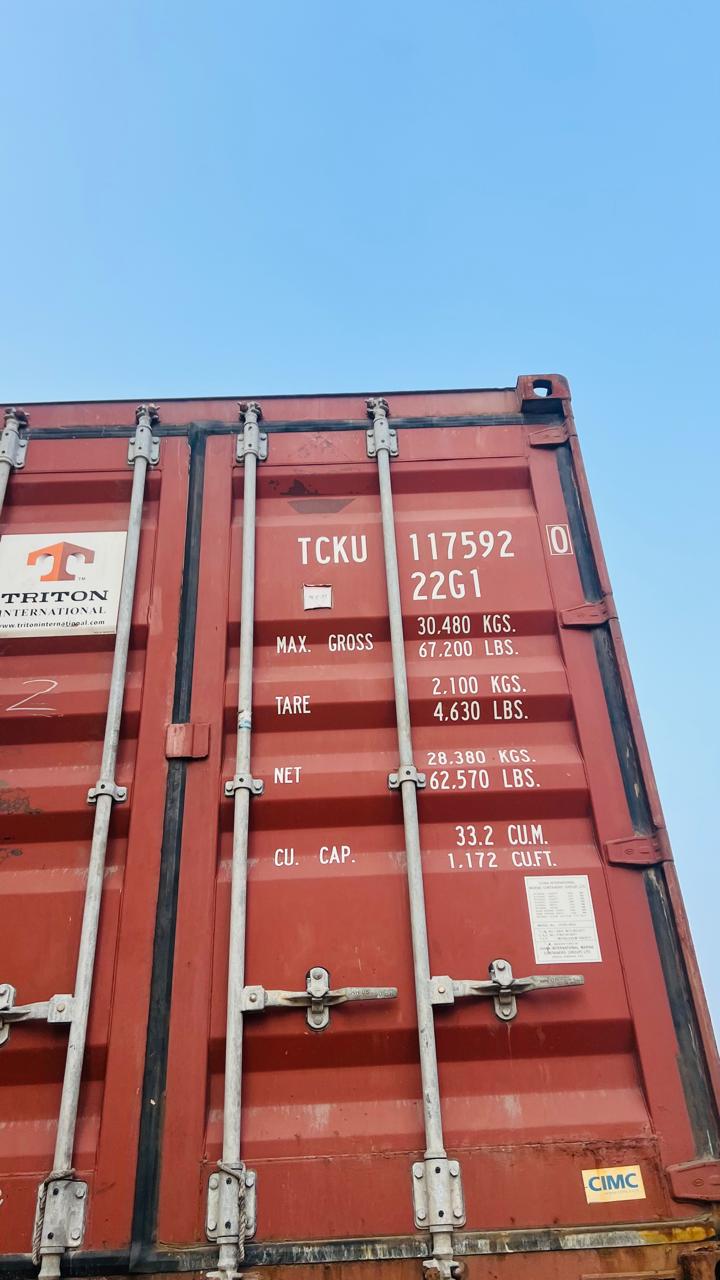 TCKU 117592 0
22G1
MAX. GROSS 30.480 KGS.
67.200 LBS.
TARE 2.100 KGS.
4.630 LBS.
NET 28.380 KGS.
62.570 LBS.
CU. CAP. 33.2 CU.M.
1.172 CU.FT.
TM
TRITON
INTERNATIONAL
www.tritoninternational.com
2
CIMC